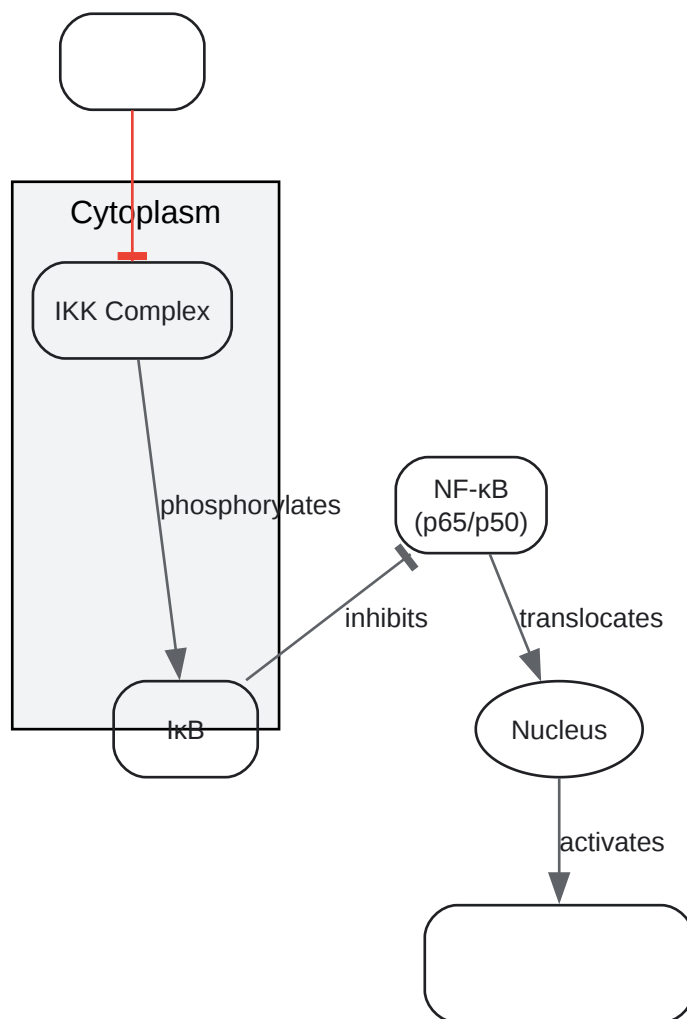 Cytoplasm
IKK Complex
phosphorylates
NF-κB
(p65/p50)
inhibits
translocates
IκB
Nucleus
activates